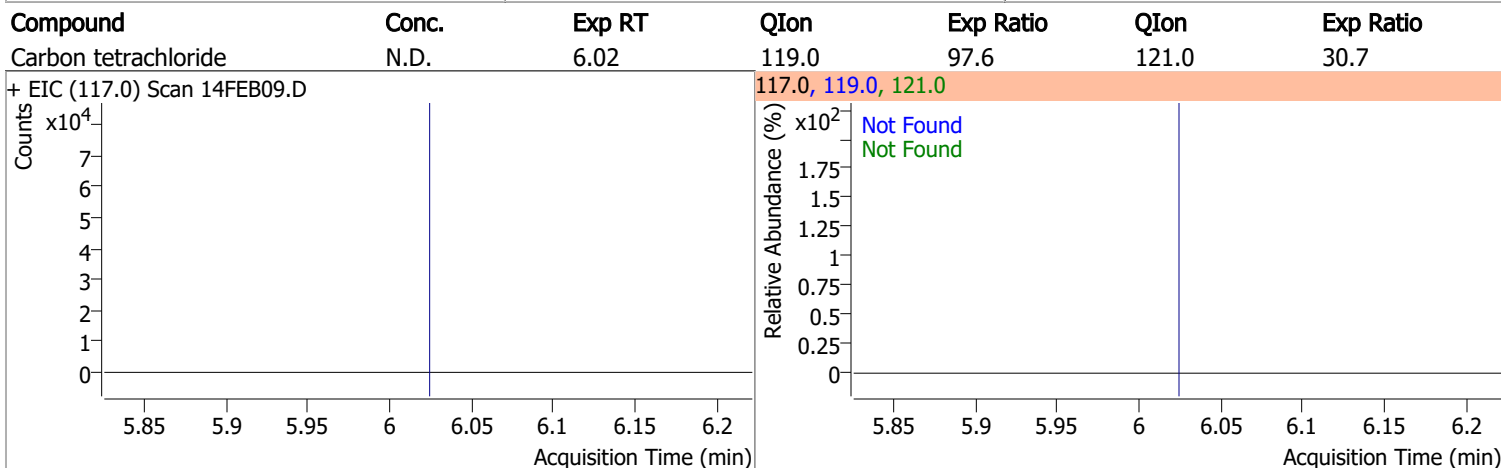 Compound Conc. Exp RT QIon Exp Ratio QIon Exp Ratio
Carbon tetrachloride N.D. 6.02 119.0 97.6 121.0 30.7
+ EIC (117.0) Scan 14FEB09.D
Counts
x10^4
7
6
5
4
3
2
1
0
5.85 5.9 5.95 6 6.05 6.1 6.15 6.2
Acquisition Time (min)
117.0, 119.0, 121.0
Relative Abundance (%)
x10^2
Not Found
Not Found
1.75
1.5
1.25
1
0.75
0.5
0.25
0
5.85 5.9 5.95 6 6.05 6.1 6.15 6.2
Acquisition Time (min)